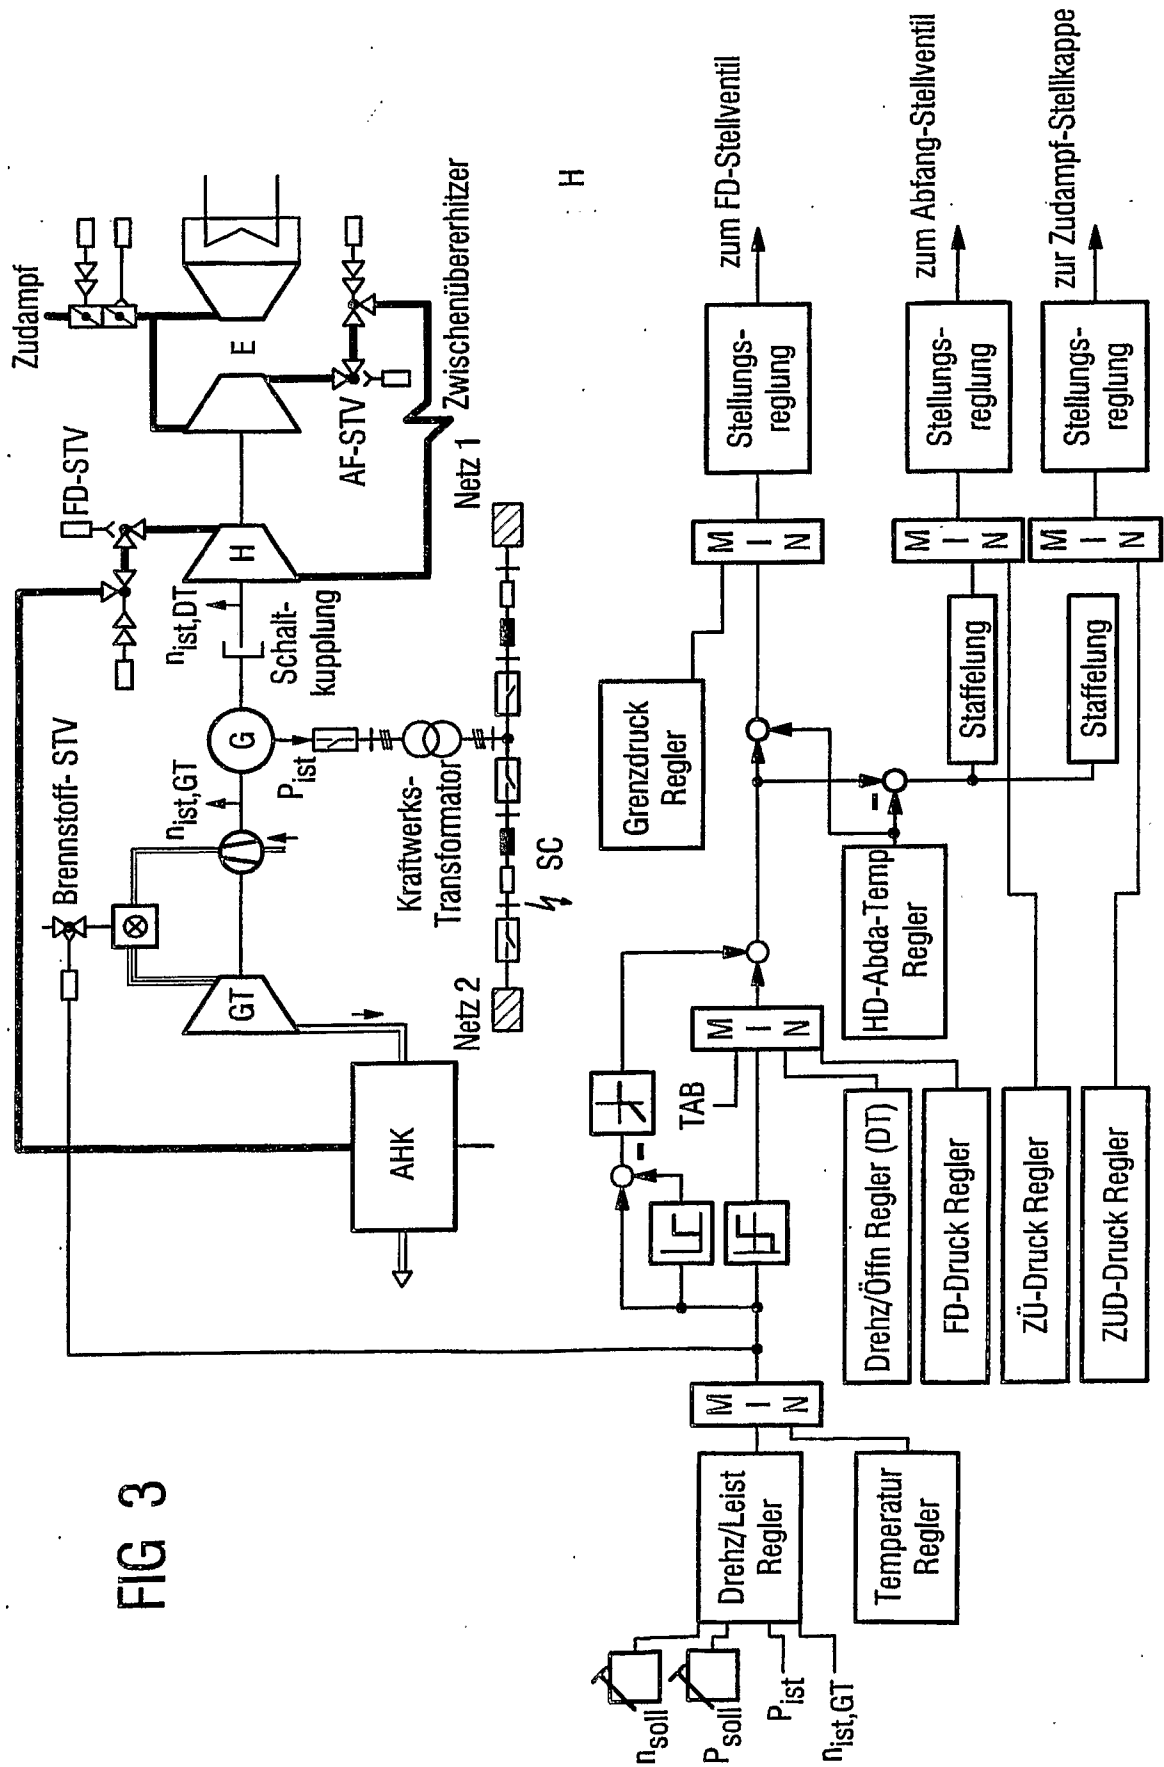 FIG 3
Brennstoff- STV
GT
AHK
n_ist,GT
G
P_ist
Kraftwerks-
Transformator
Netz 2
SC
Netz 1
n_ist,DT
Schalt-
kupplung
FD-STV
H
Zudampf
E
AF-STV
Zwischenübererhitzer
H
n_soll
P_soll
P_ist
n_ist,GT
Drehz/Leist
Regler
Temperatur
Regler
MIN
TAB
Drehz/Öffn Regler (DT)
FD-Druck Regler
ZÜ-Druck Regler
ZUD-Druck Regler
MIN
HD-Abda-Temp
Regler
Grenzdruck
Regler
Staffelung
Staffelung
MIN
MIN
MIN
Stellungs-
reglung
Stellungs-
reglung
Stellungs-
reglung
zum FD-Stellventil
zum Abfang-Stellventil
zur Zudampf-Stellkappe